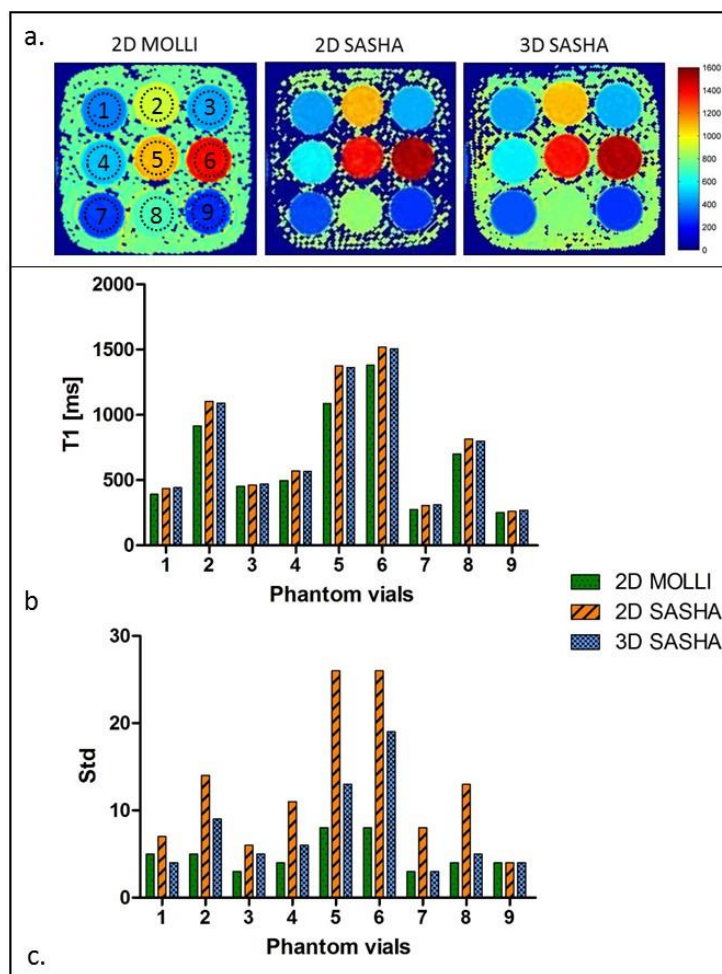 a.
2D MOLLI 2D SASHA 3D SASHA
1 2 3
4 5 6
7 8 9
1600
1400
1200
1000
800
600
400
200
0
2000
1500
1000
500
0
T1 [ms]
1 2 3 4 5 6 7 8 9
Phantom vials
b
2D MOLLI
2D SASHA
3D SASHA
30
20
10
0
Std
1 2 3 4 5 6 7 8 9
Phantom vials
c.